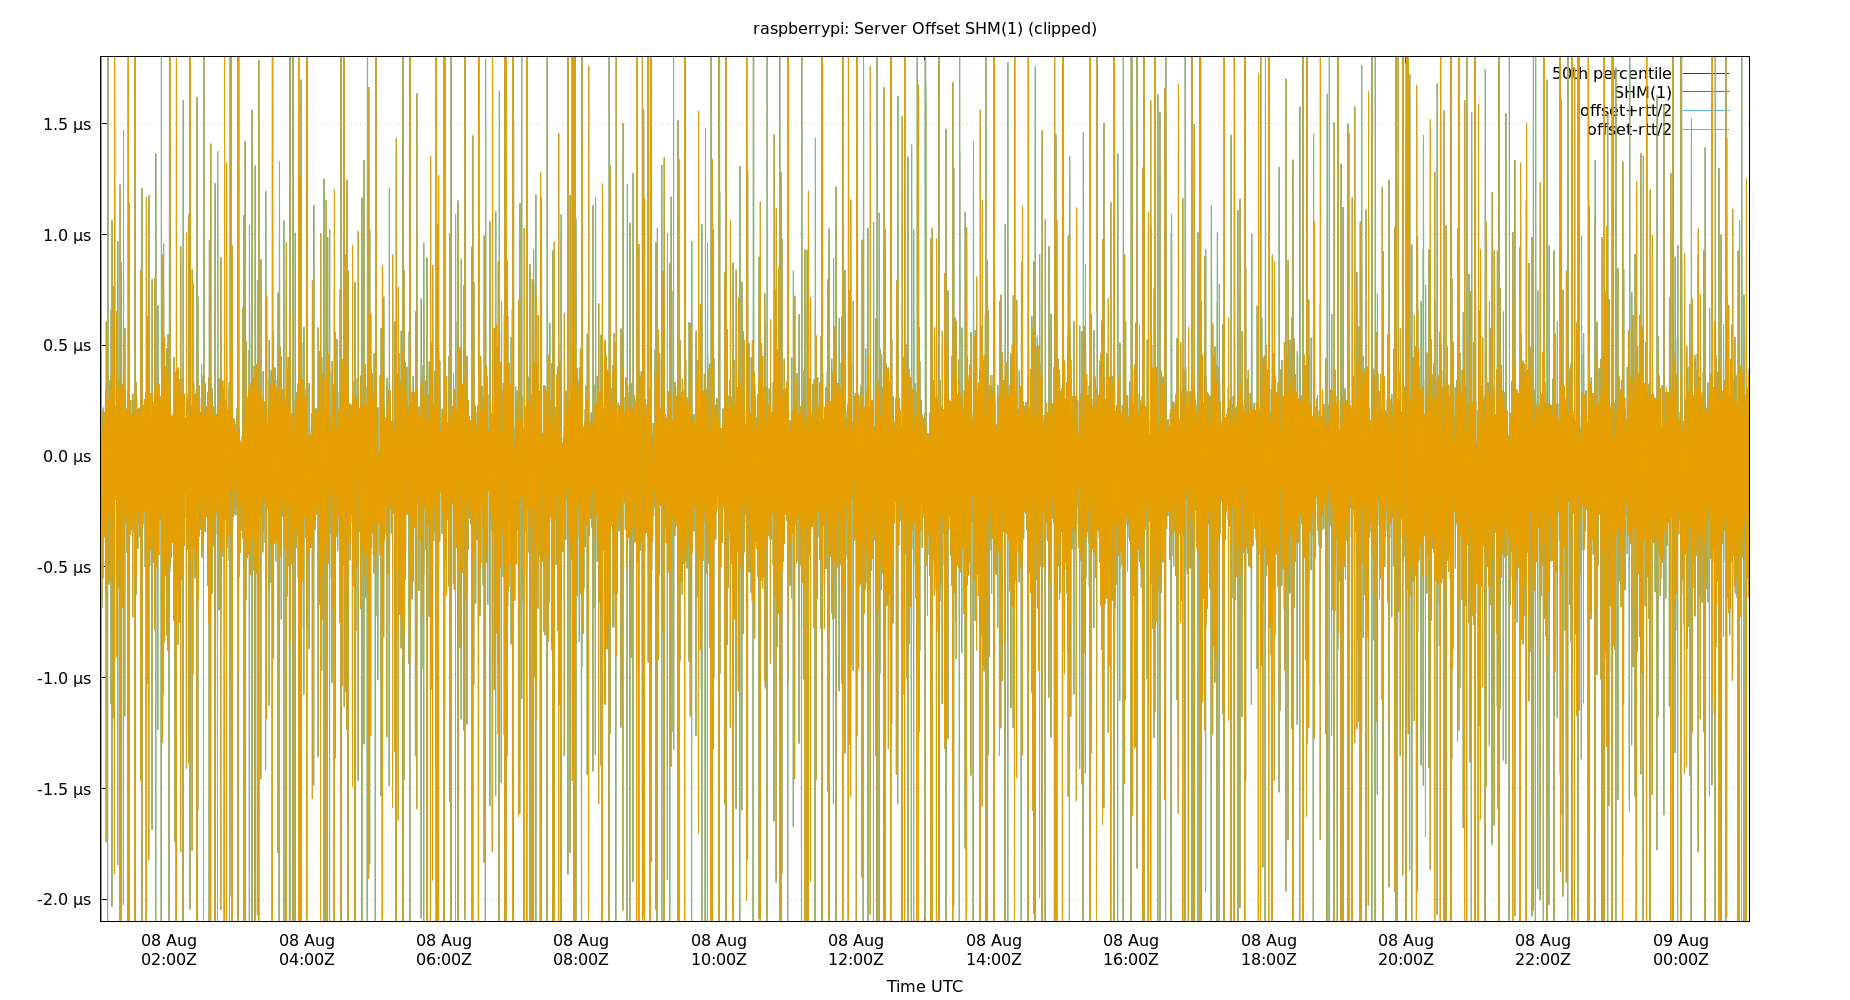 raspberrypi: Server Offset SHM(1) (clipped)
50th percentile
SHM(1)
offset+rtt/2
offset-rtt/2
1.5 µs
1.0 µs
0.5 µs
0.0 µs
-0.5 µs
-1.0 µs
-1.5 µs
-2.0 µs
08 Aug 08 Aug 08 Aug 08 Aug 08 Aug 08 Aug 08 Aug 08 Aug 08 Aug 08 Aug 08 Aug 09 Aug
02:00Z 04:00Z 06:00Z 08:00Z 10:00Z 12:00Z 14:00Z 16:00Z 18:00Z 20:00Z 22:00Z 00:00Z
Time UTC